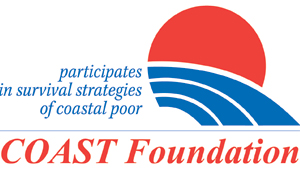 participates
in survival strategies
of coastal poor
COAST Foundation